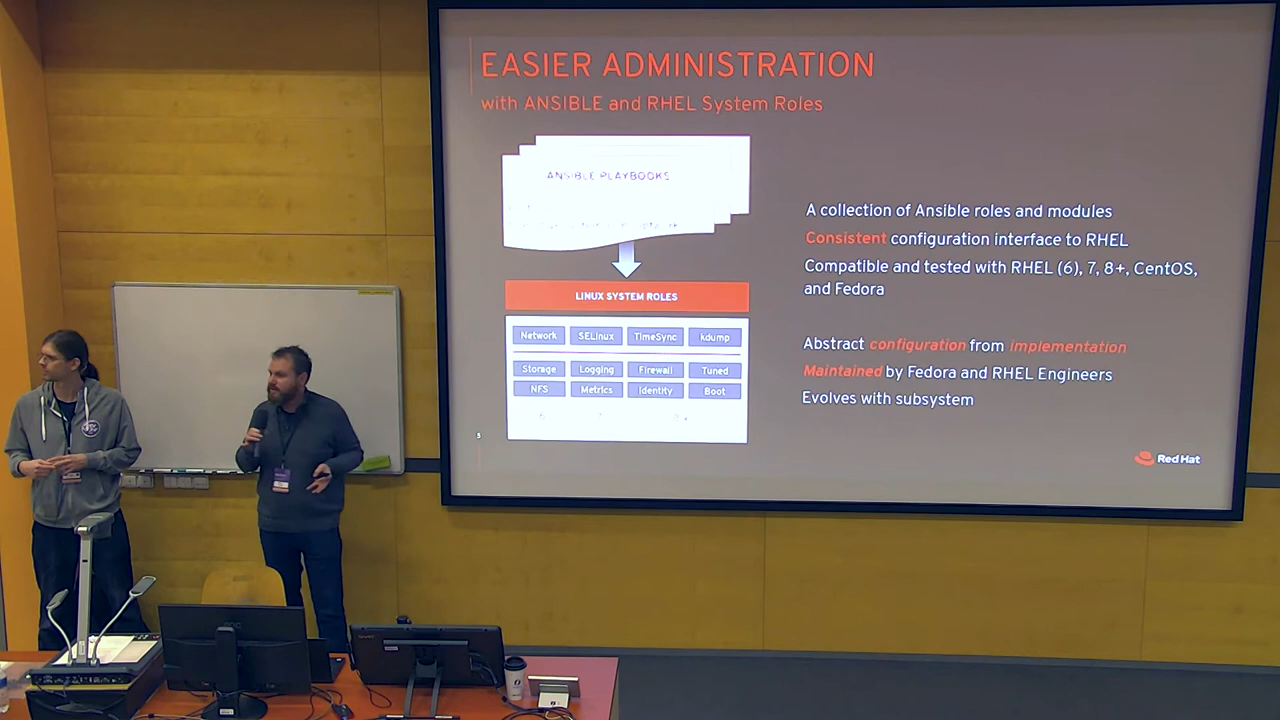 EASIER ADMINISTRATION
with ANSIBLE and RHEL System Roles
ANSIBLE PLAYBOOKS
LINUX SYSTEM ROLES
Network SELinux TimeSync kdump
Storage Logging Firewall Tuned
NFS Metrics Identity Boot
A collection of Ansible roles and modules
Consistent configuration interface to RHEL
Compatible and tested with RHEL (6), 7, 8+, CentOS,
and Fedora
Abstract configuration from implementation
Maintained by Fedora and RHEL Engineers
Evolves with subsystem
5
Red Hat